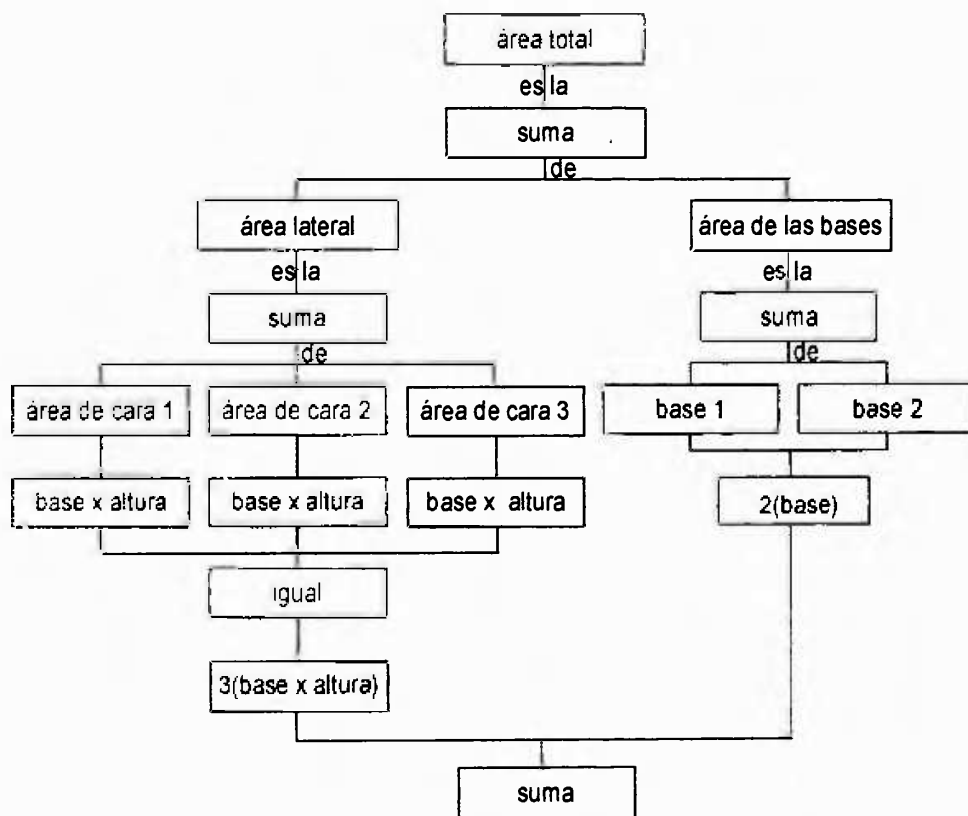 área total
es la
suma
de
área lateral
área de las bases
es la
es la
suma
suma
de
de
área de cara 1
área de cara 2
área de cara 3
base 1
base 2
base x altura
base x altura
base x altura
2(base)
igual
3(base x altura)
suma